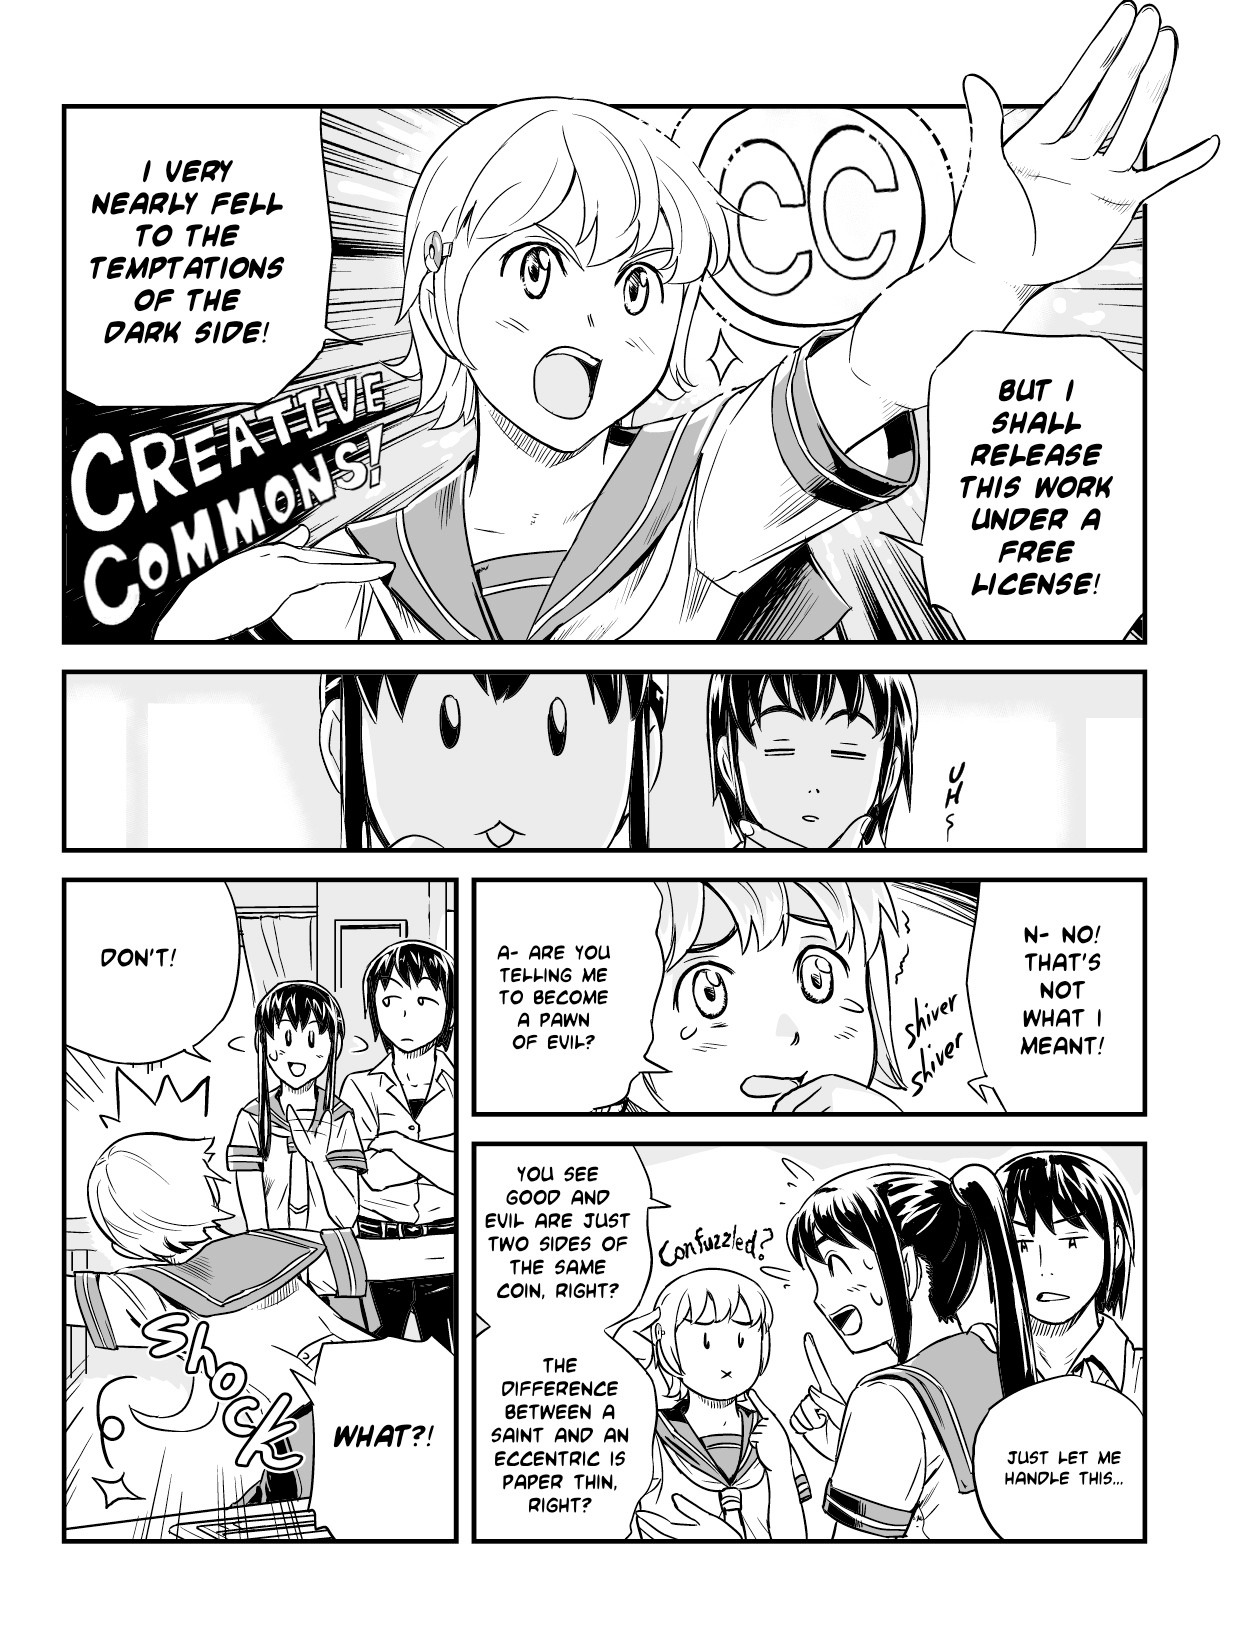 I VERY
NEARLY FELL
TO THE
TEMPTATIONS
OF THE
DARK SIDE!
CC
CREATIVE
COMMONS!
BUT I
SHALL
RELEASE
THIS WORK
UNDER A
FREE
LICENSE!
UH
DON'T!
Shock
WHAT?!
A- ARE YOU
TELLING ME
TO BECOME
A PAWN
OF EVIL?
shiver
shiver
N- NO!
THAT'S
NOT
WHAT I
MEANT!
YOU SEE
GOOD AND
EVIL ARE JUST
TWO SIDES OF
THE SAME
COIN, RIGHT?
Confuzzled?
THE
DIFFERENCE
BETWEEN A
SAINT AND AN
ECCENTRIC IS
PAPER THIN,
RIGHT?
JUST LET ME
HANDLE THIS...